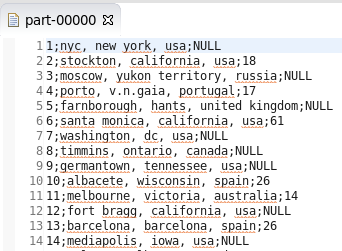 part-00000
1 1;nyc, new york, usa;NULL
2 2;stockton, california, usa;18
3 3;moscow, yukon territory, russia;NULL
4 4;porto, v.n.gaia, portugal;17
5 5;farnborough, hants, united kingdom;NULL
6 6;santa monica, california, usa;61
7 7;washington, dc, usa;NULL
8 8;timmins, ontario, canada;NULL
9 9;germantown, tennessee, usa;NULL
10 10;albacete, wisconsin, spain;26
11 11;melbourne, victoria, australia;14
12 12;fort bragg, california, usa;NULL
13 13;barcelona, barcelona, spain;26
14 14;mediapolis, iowa, usa;NULL